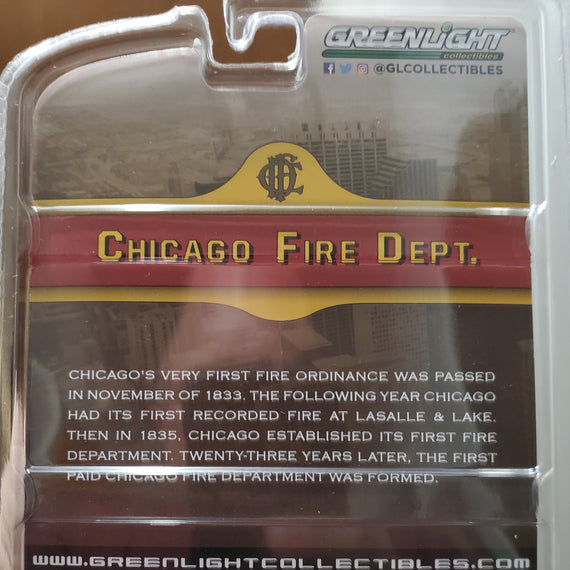 GREENLIGHT
collectibles
@GLCOLLECTIBLES
CHICAGO FIRE DEPT.
CHICAGO'S VERY FIRST FIRE ORDINANCE WAS PASSED
IN NOVEMBER OF 1833. THE FOLLOWING YEAR CHICAGO
HAD ITS FIRST RECORDED FIRE AT LASALLE & LAKE.
THEN IN 1835, CHICAGO ESTABLISHED ITS FIRST FIRE
DEPARTMENT. TWENTY-THREE YEARS LATER, THE FIRST
PAID CHICAGO FIRE DEPARTMENT WAS FORMED.
WWW.GREENLIGHTCOLLECTIBLES.COM